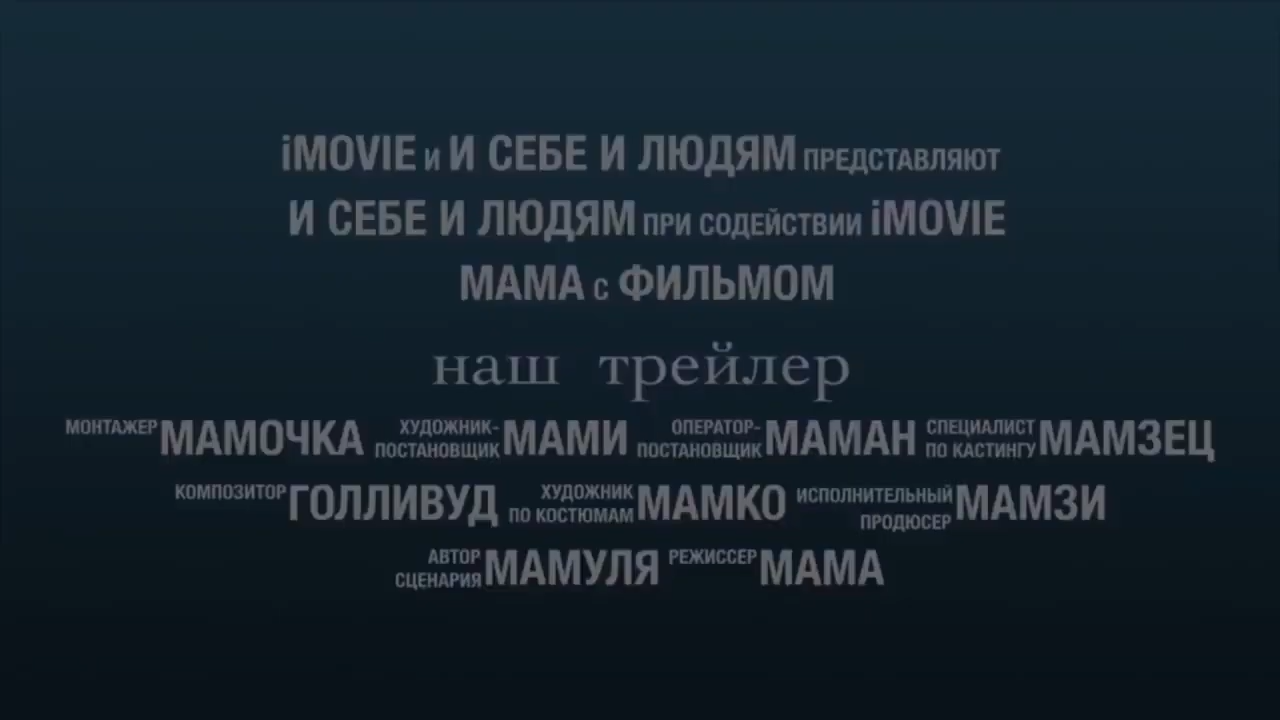 iMOVIE и И СЕБЕ И ЛЮДЯМ ПРЕДСТАВЛЯЮТ
И СЕБЕ И ЛЮДЯМ ПРИ СОДЕЙСТВИИ iMOVIE
МАМА с ФИЛЬМОМ
наш трейлер
МОНТАЖЕР МАМОЧКА ХУДОЖНИК-ПОСТАНОВЩИК МАМИ ОПЕРАТОР-ПОСТАНОВЩИК МАМАН СПЕЦИАЛИСТ ПО КАСТИНГУ МАМЗЕЦ
КОМПОЗИТОР ГОЛЛИВУД ХУДОЖНИК ПО КОСТЮМАМ МАМКО ИСПОЛНИТЕЛЬНЫЙ ПРОДЮСЕР МАМЗИ
АВТОР СЦЕНАРИЯ МАМУЛЯ РЕЖИССЕР МАМА